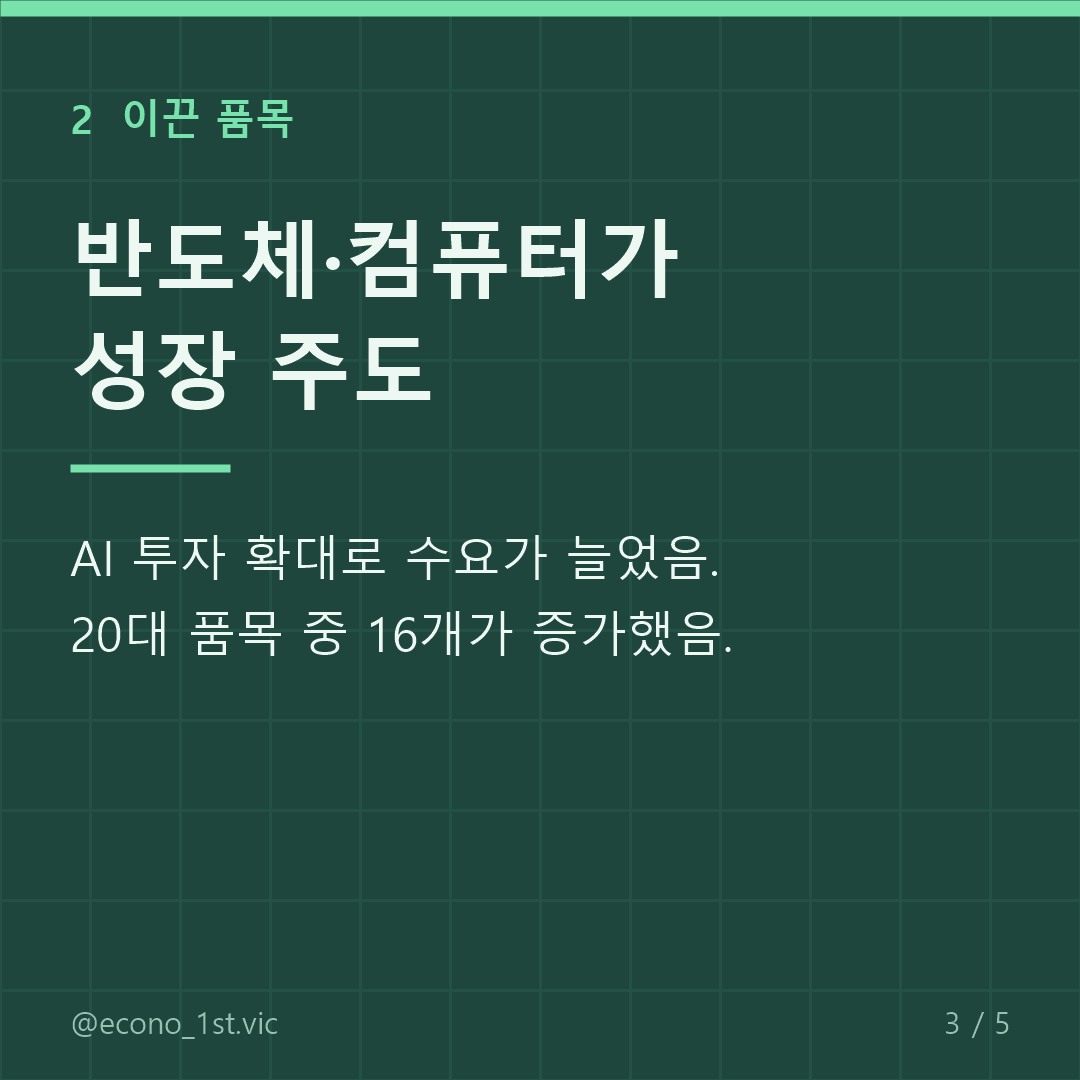 2 이끈 품목
반도체·컴퓨터가
성장 주도
AI 투자 확대로 수요가 늘었음.
20대 품목 중 16개가 증가했음.
@econo_1st.vic
3 / 5